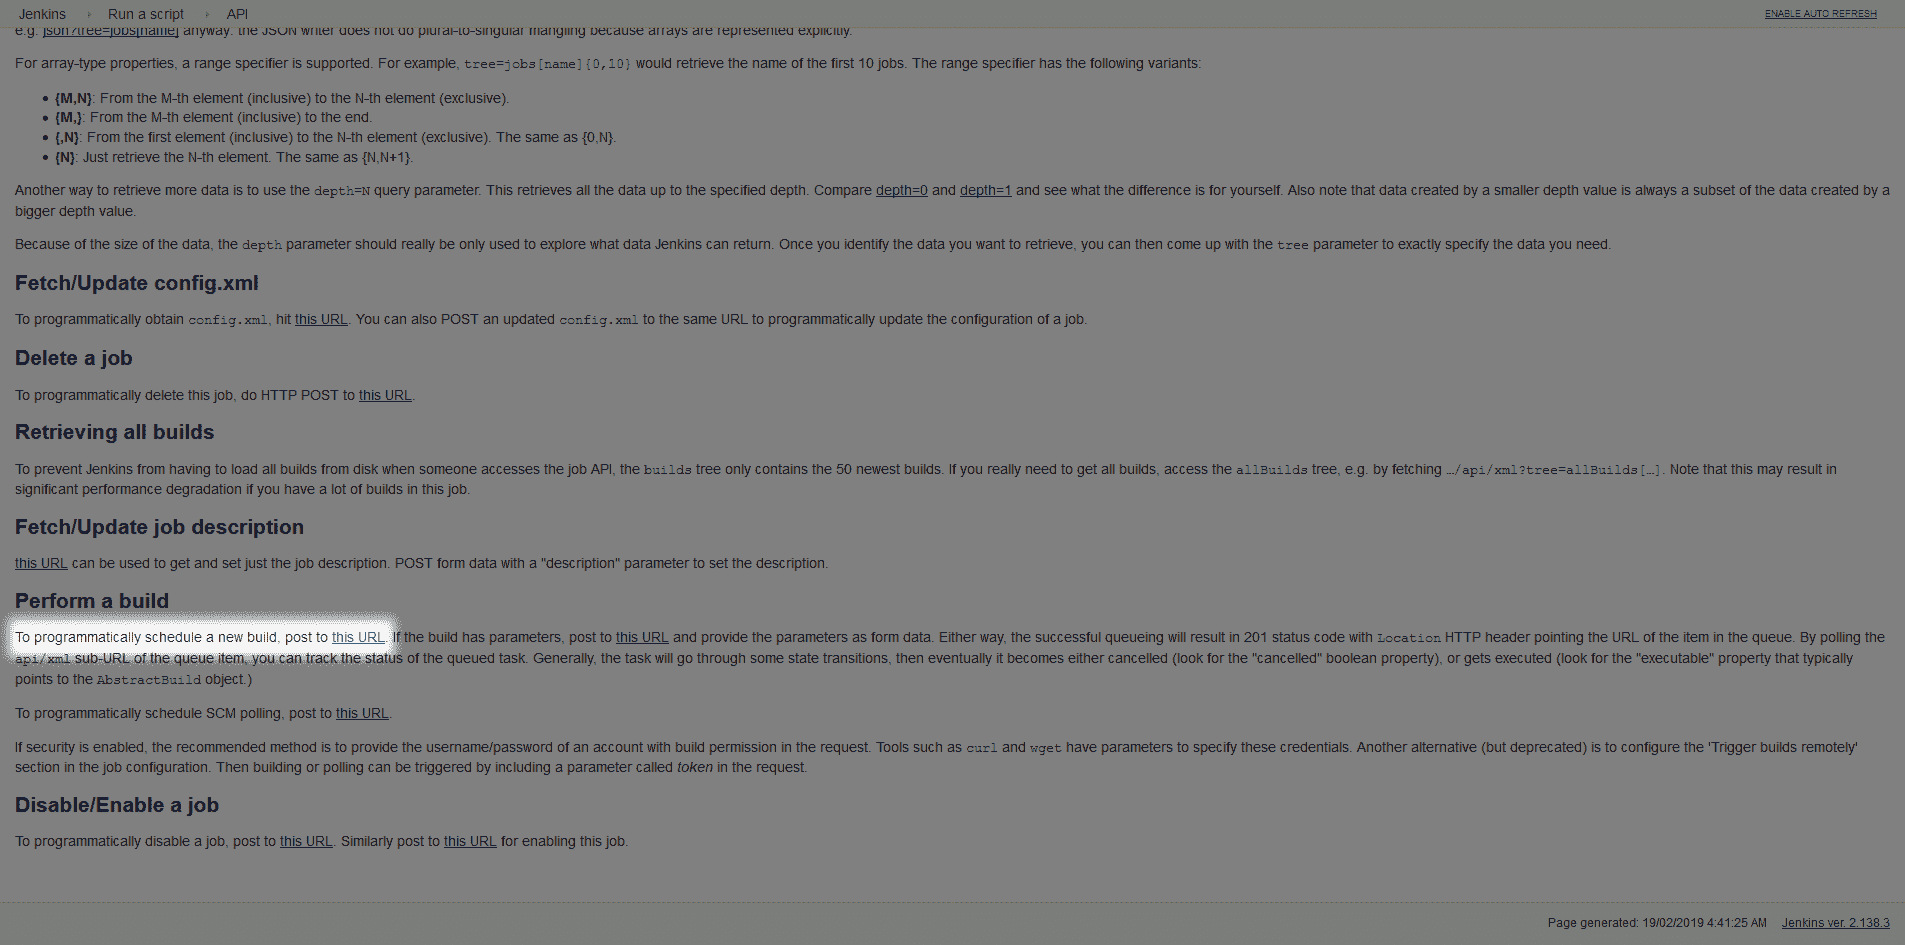 Jenkins Run a script API ENABLE AUTO REFRESH
e.g. json?tree=jobs[name] anyway. the JSON writer does not do plural-to-singular mangling because arrays are represented explicitly.
For array-type properties, a range specifier is supported. For example, tree=jobs[name]{0,10} would retrieve the name of the first 10 jobs. The range specifier has the following variants:
• {M,N}: From the M-th element (inclusive) to the N-th element (exclusive).
• {M,}: From the M-th element (inclusive) to the end.
• {,N}: From the first element (inclusive) to the N-th element (exclusive). The same as {0,N}.
• {N}: Just retrieve the N-th element. The same as {N,N+1}.
Another way to retrieve more data is to use the depth=N query parameter. This retrieves all the data up to the specified depth. Compare depth=0 and depth=1 and see what the difference is for yourself. Also note that data created by a smaller depth value is always a subset of the data created by a
bigger depth value.
Because of the size of the data, the depth parameter should really be only used to explore what data Jenkins can return. Once you identify the data you want to retrieve, you can then come up with the tree parameter to exactly specify the data you need.
Fetch/Update config.xml
To programmatically obtain config.xml, hit this URL. You can also POST an updated config.xml to the same URL to programmatically update the configuration of a job.
Delete a job
To programmatically delete this job, do HTTP POST to this URL.
Retrieving all builds
To prevent Jenkins from having to load all builds from disk when someone accesses the job API, the builds tree only contains the 50 newest builds. If you really need to get all builds, access the allBuilds tree, e.g. by fetching …/api/xml?tree=allBuilds[…]. Note that this may result in
significant performance degradation if you have a lot of builds in this job.
Fetch/Update job description
this URL can be used to get and set just the job description. POST form data with a "description" parameter to set the description.
Perform a build
To programmatically schedule a new build, post to this URL. If the build has parameters, post to this URL and provide the parameters as form data. Either way, the successful queueing will result in 201 status code with Location HTTP header pointing the URL of the item in the queue. By polling the
api/xml sub-URL of the queue item, you can track the status of the queued task. Generally, the task will go through some state transitions, then eventually it becomes either cancelled (look for the "cancelled" boolean property), or gets executed (look for the "executable" property that typically
points to the AbstractBuild object.)
To programmatically schedule SCM polling, post to this URL.
If security is enabled, the recommended method is to provide the username/password of an account with build permission in the request. Tools such as curl and wget have parameters to specify these credentials. Another alternative (but deprecated) is to configure the 'Trigger builds remotely'
section in the job configuration. Then building or polling can be triggered by including a parameter called token in the request.
Disable/Enable a job
To programmatically disable a job, post to this URL. Similarly post to this URL for enabling this job.
Page generated: 19/02/2019 4:41:25 AM Jenkins ver. 2.138.3